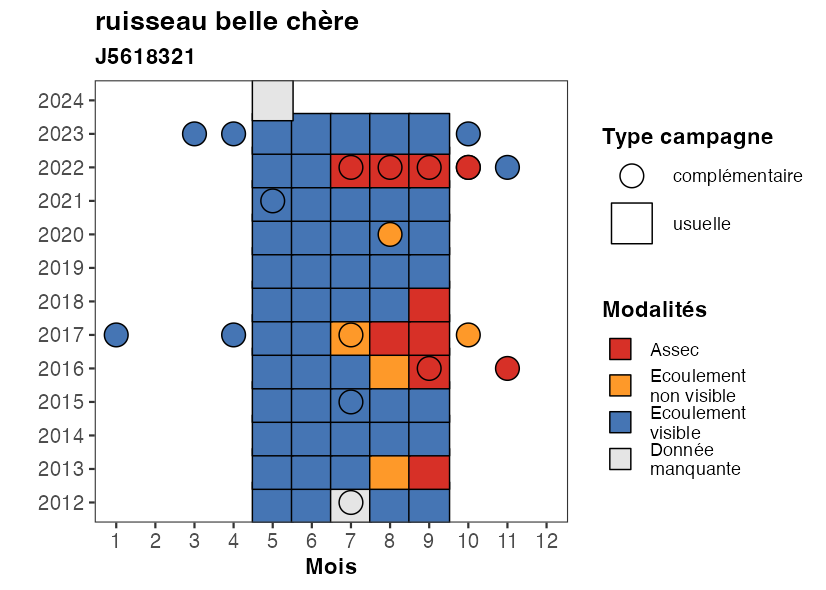 ruisseau belle chère
J5618321
2024
2023
2022
2021
2020
2019
2018
2017
2016
2015
2014
2013
2012
1 2 3 4 5 6 7 8 9 10 11 12
Mois
Type campagne
complémentaire
usuelle
Modalités
Assec
Ecoulement
non visible
Ecoulement
visible
Donnée
manquante